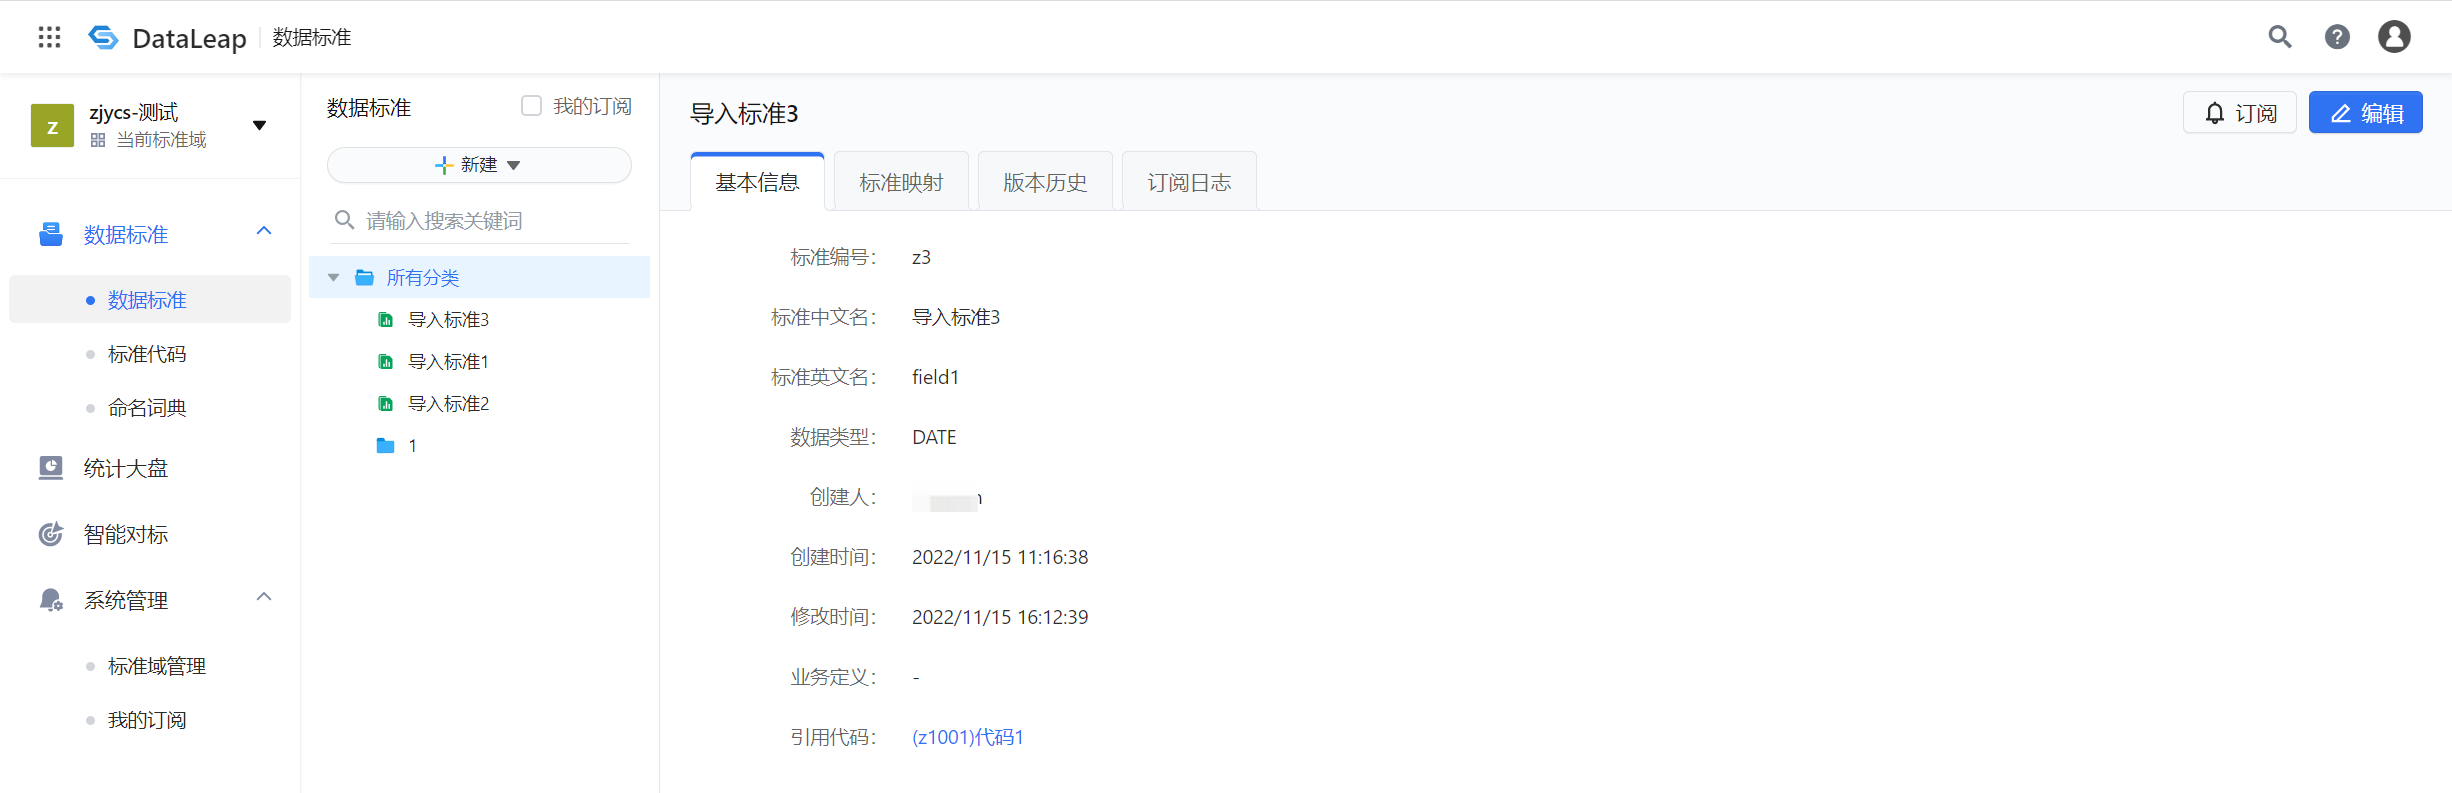 DataLeap 数据标准
z
zjycs-测试
当前标准域
数据标准
数据标准
标准代码
命名词典
统计大盘
智能对标
系统管理
标准域管理
我的订阅
数据标准 我的订阅
新建
请输入搜索关键词
所有分类
导入标准3
导入标准1
导入标准2
1
导入标准3
订阅 编辑
基本信息 标准映射 版本历史 订阅日志
标准编号： z3
标准中文名： 导入标准3
标准英文名： field1
数据类型： DATE
创建人：
创建时间： 2022/11/15 11:16:38
修改时间： 2022/11/15 16:12:39
业务定义： -
引用代码： (z1001)代码1